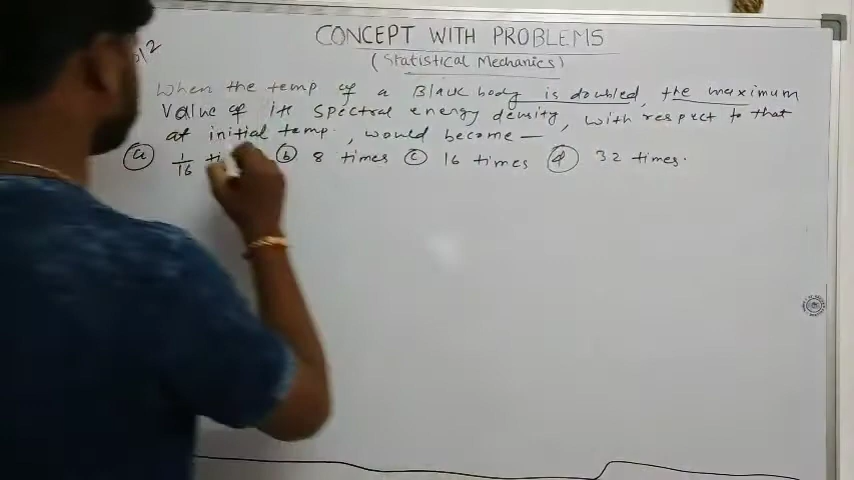 CONCEPT WITH PROBLEMS
(Statistical Mechanics)
When the temp of a Black body is doubled, the maximum
Value of its spectral energy density, with respect to that
at initial temp., would become —
(a) 1/16 (b) 8 times (c) 16 times (d) 32 times.